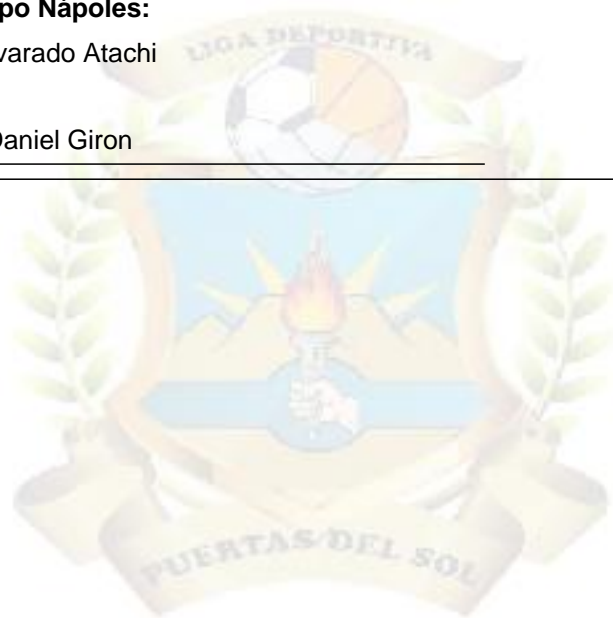 po Nápoles:
varado Atachi
LIGA DEPORTIVA
Daniel Giron
PUERTAS DEL SOL